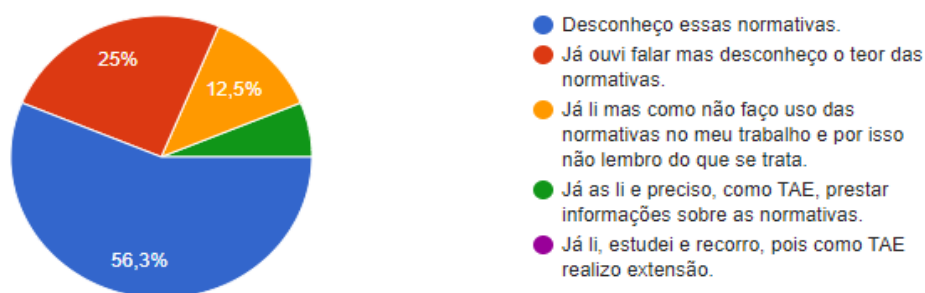 25%
12,5%
56,3%
Desconheço essas normativas.
Já ouvi falar mas desconheço o teor das
normativas.
Já li mas como não faço uso das
normativas no meu trabalho e por isso
não lembro do que se trata.
Já as li e preciso, como TAE, prestar
informações sobre as normativas.
Já li, estudei e recorro, pois como TAE
realizo extensão.